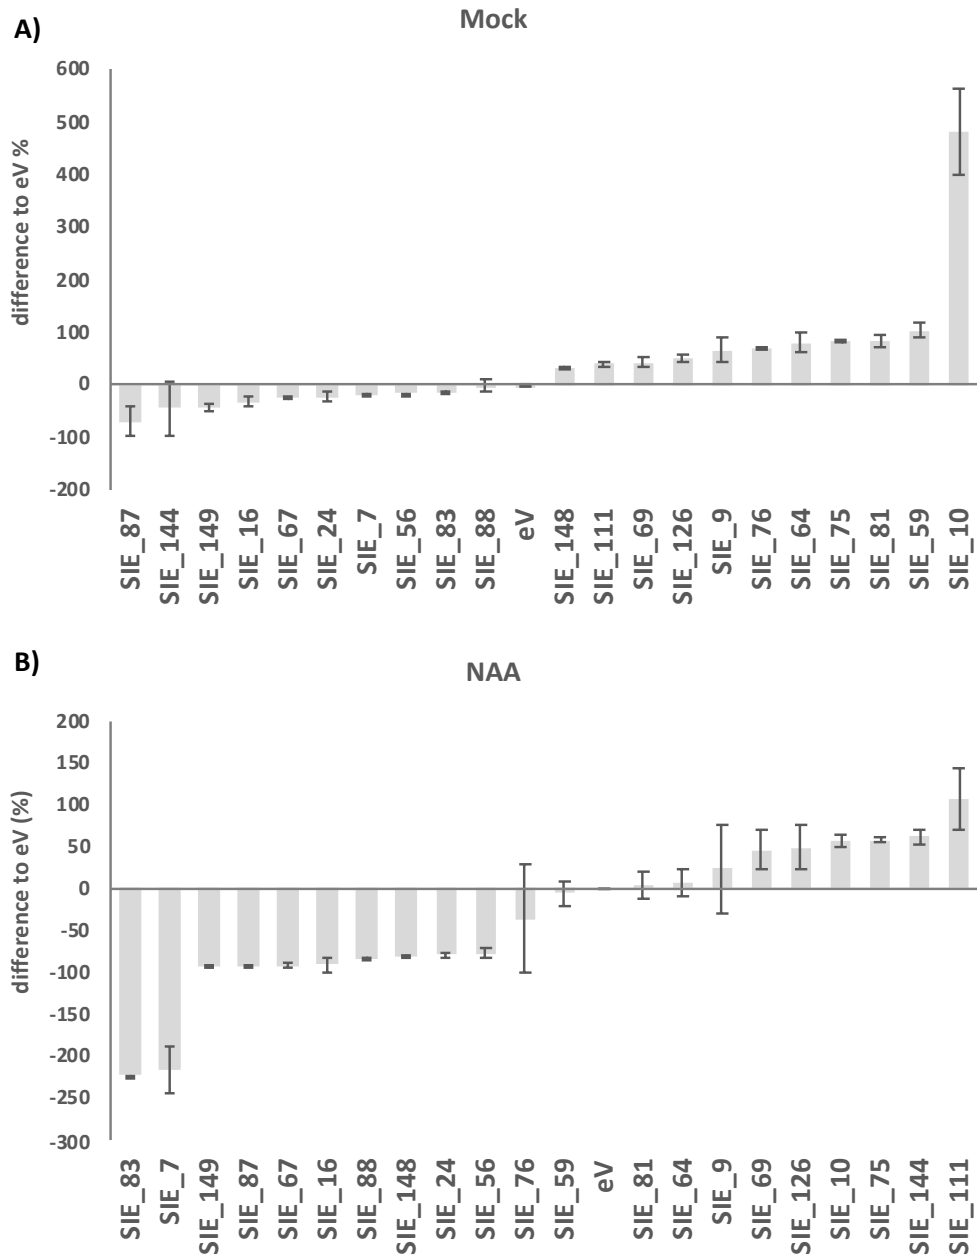 A)
Mock
difference to eV %
600
500
400
300
200
100
0
-100
-200
SIE_87
SIE_144
SIE_149
SIE_16
SIE_67
SIE_24
SIE_7
SIE_56
SIE_83
SIE_88
eV
SIE_148
SIE_111
SIE_69
SIE_126
SIE_9
SIE_76
SIE_64
SIE_75
SIE_81
SIE_59
SIE_10
B)
NAA
difference to eV (%)
200
150
100
50
0
-50
-100
-150
-200
-250
-300
SIE_83
SIE_7
SIE_149
SIE_87
SIE_67
SIE_16
SIE_88
SIE_148
SIE_24
SIE_56
SIE_76
SIE_59
eV
SIE_81
SIE_64
SIE_9
SIE_69
SIE_126
SIE_10
SIE_75
SIE_144
SIE_111